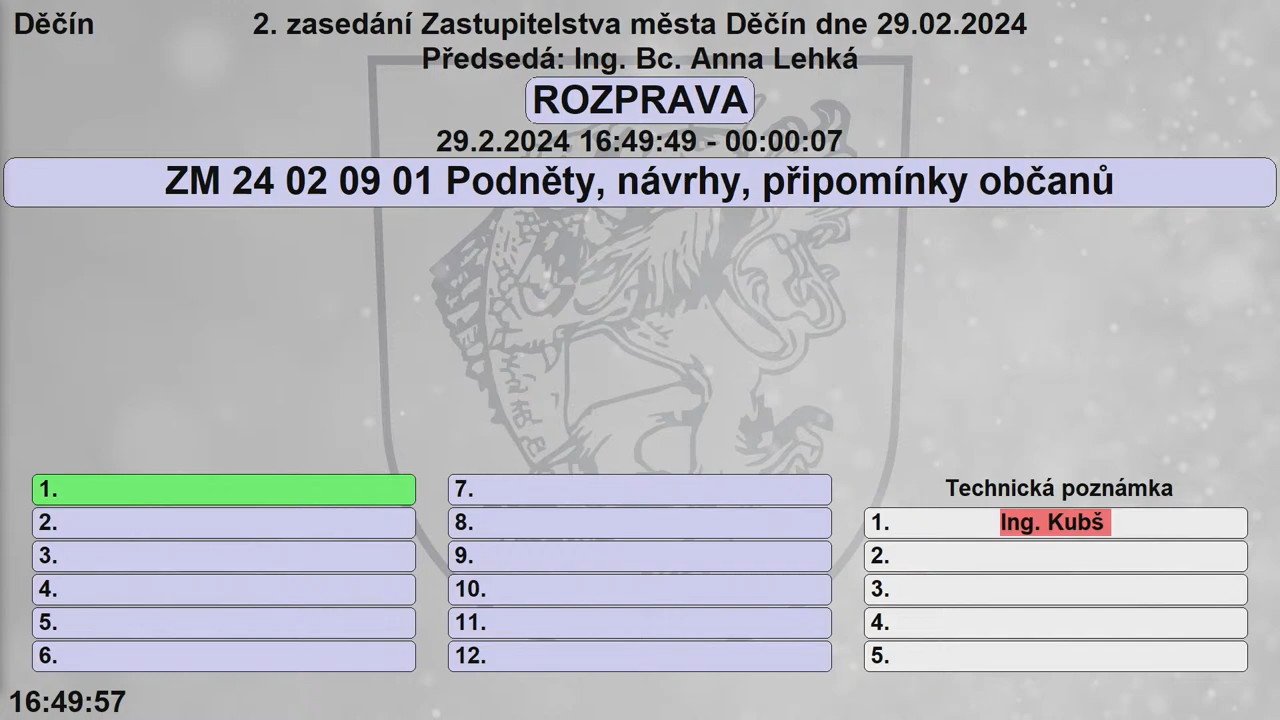 Děčín
2. zasedání Zastupitelstva města Děčín dne 29.02.2024
Předsedá: Ing. Bc. Anna Lehká
ROZPRAVA
29.2.2024 16:49:49 - 00:00:07
ZM 24 02 09 01 Podněty, návrhy, připomínky občanů
1.
2.
3.
4.
5.
6.
7.
8.
9.
10.
11.
12.
Technická poznámka
1. Ing. Kubš
2.
3.
4.
5.
16:49:57